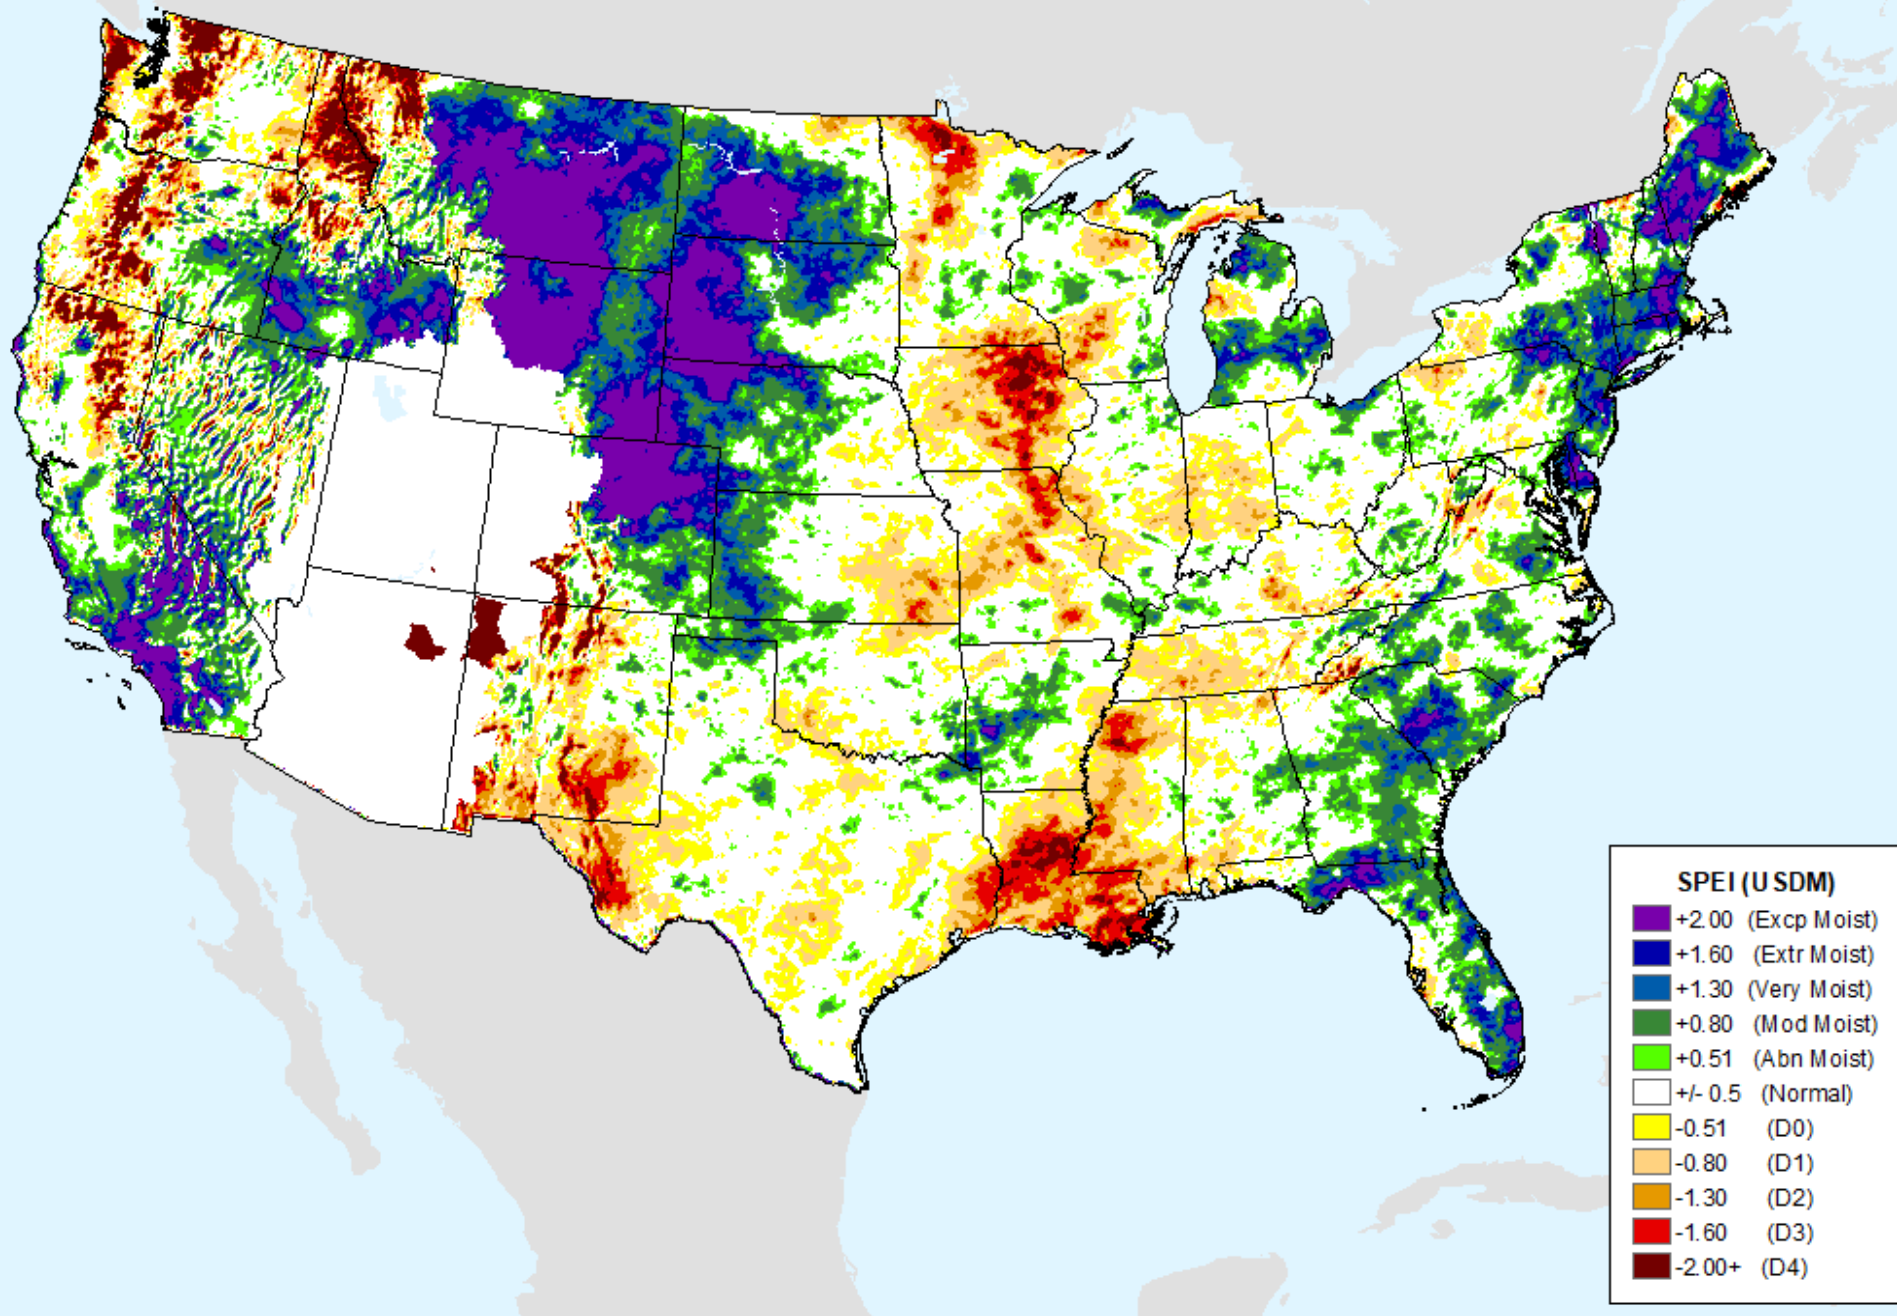 SPEI (USDM)
+2.00 (Excp Moist)
+1.60 (Extr Moist)
+1.30 (Very Moist)
+0.80 (Mod Moist)
+0.51 (Abn Moist)
+/- 0.5 (Normal)
-0.51 (D0)
-0.80 (D1)
-1.30 (D2)
-1.60 (D3)
-2.00+ (D4)